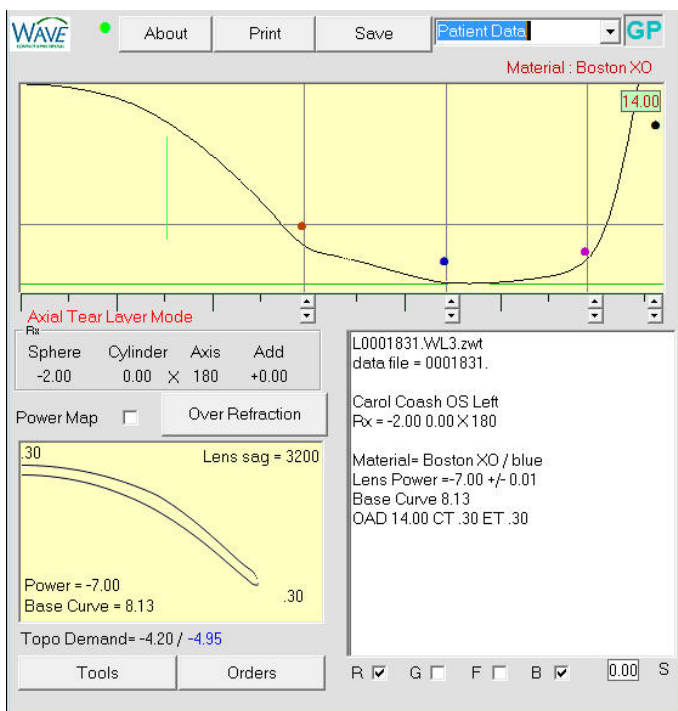 WAVE
About
Print
Save
Patient Data
GP
Material : Boston XO
14.00
Axial Tear Layer Mode
Rx
Sphere Cylinder Axis Add
-2.00 0.00 X 180 +0.00
Power Map
Over Refraction
.30
Lens sag = 3200
Power = -7.00
Base Curve = 8.13
.30
Topo Demand= -4.20 / -4.95
Tools
Orders
L0001831.WL3.zwt
data file = 0001831.
Carol Coash OS Left
Rx = -2.00 0.00 X 180
Material= Boston XO / blue
Lens Power =-7.00 +/- 0.01
Base Curve 8.13
OAD 14.00 CT .30 ET .30
R G F B 0.00 S